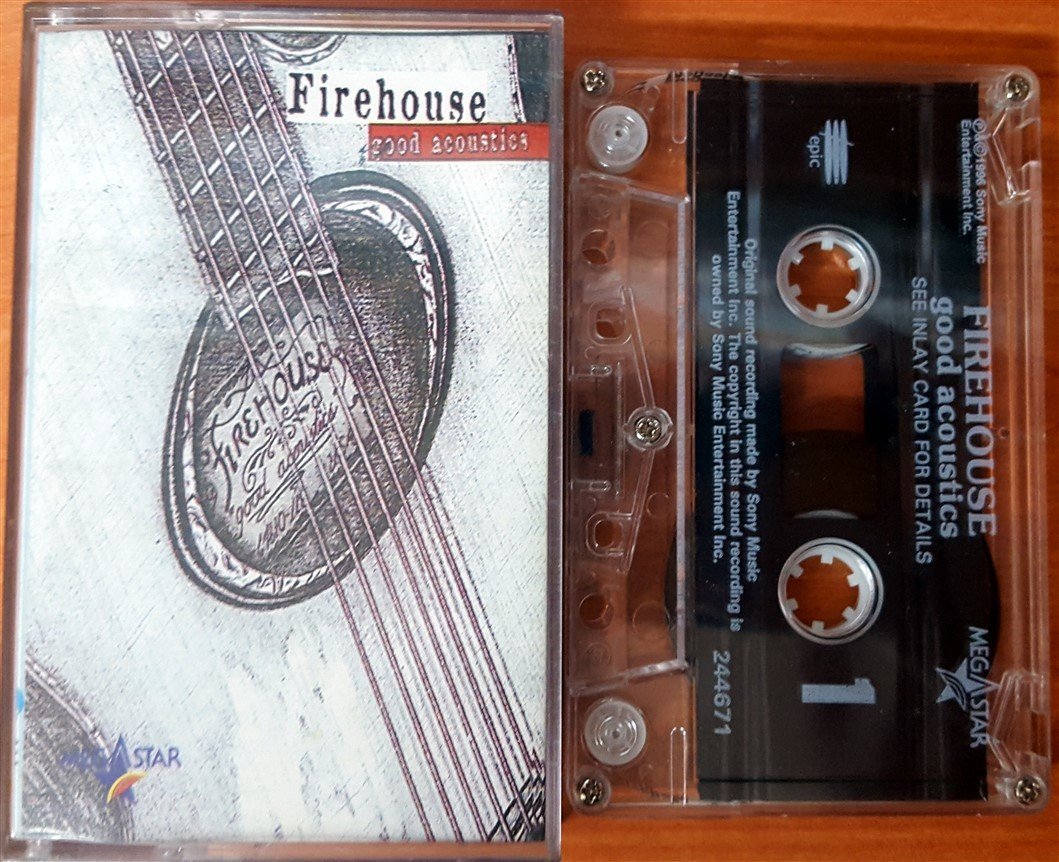 Firehouse
good acoustics
FIREHOUSE
good acoustics
MEGASTAR
℗&©1996 Sony Music
Entertainment Inc.
FIREHOUSE
good acoustics
SEE INLAY CARD FOR DETAILS
epic
Original sound recording made by Sony Music
Entertainment Inc. The copyright in this sound recording is
owned by Sony Music Entertainment Inc.
244671
1
MEGASTAR